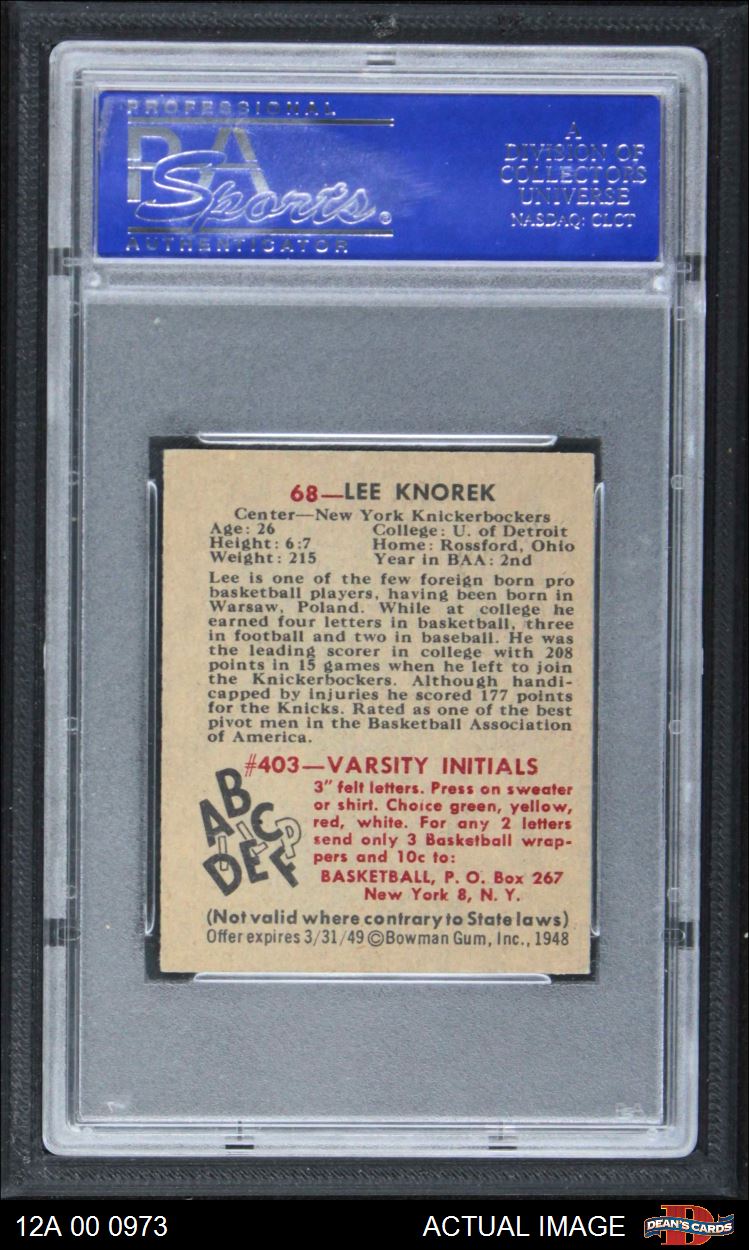 PROFESSIONAL
PSA
Sports®
AUTHENTICATOR
A
DIVISION OF
COLLECTORS
UNIVERSE
NASDAQ: CLCT
68—LEE KNOREK
Center—New York Knickerbockers
Age: 26 College: U. of Detroit
Height: 6:7 Home: Rossford, Ohio
Weight: 215 Year in BAA: 2nd
Lee is one of the few foreign born pro
basketball players, having been born in
Warsaw, Poland. While at college he
earned four letters in basketball, three
in football and two in baseball. He was
the leading scorer in college with 208
points in 15 games when he left to join
the Knickerbockers. Although handi-
capped by injuries he scored 177 points
for the Knicks. Rated as one of the best
pivot men in the Basketball Association
of America.
#403—VARSITY INITIALS
3" felt letters. Press on sweater
or shirt. Choice green, yellow,
red, white. For any 2 letters
send only 3 Basketball wrap-
pers and 10c to:
BASKETBALL, P. O. Box 267
New York 8, N. Y.
ABC
DEF
(Not valid where contrary to State laws)
Offer expires 3/31/49 ©Bowman Gum, Inc., 1948
12A 00 0973
ACTUAL IMAGE
DEAN'S CARDS